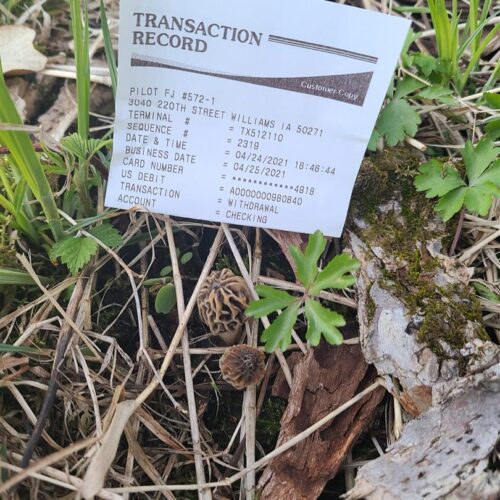 TRANSACTION
RECORD
Customer Copy
PILOT FJ #572-1
3040 220TH STREET WILLIAMS IA 50271
TERMINAL # = TX512110
SEQUENCE # = 2319
DATE & TIME = 04/24/2021 18:48:44
BUSINESS DATE = 04/25/2021
CARD NUMBER = ************4918
US DEBIT = A0000000980840
TRANSACTION = WITHDRAWAL
ACCOUNT = CHECKING